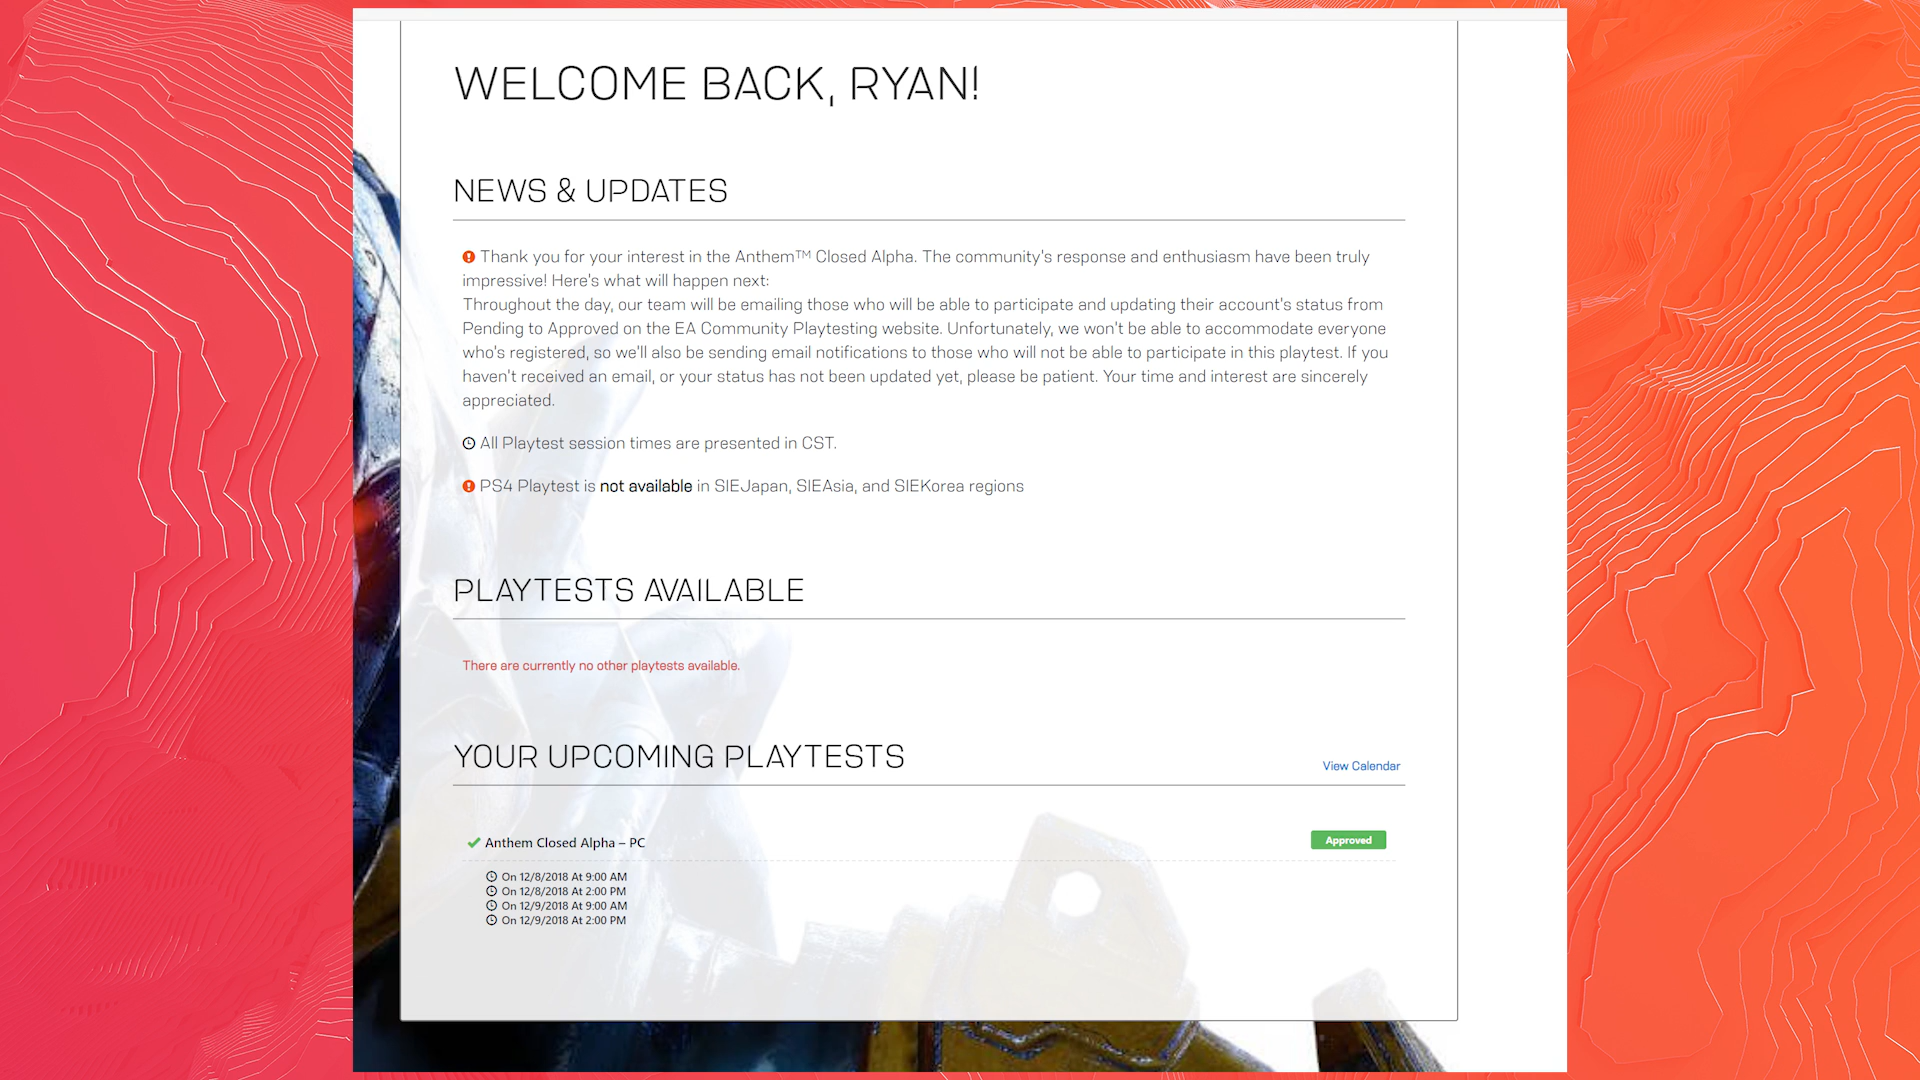 WELCOME BACK, RYAN!
NEWS & UPDATES
Thank you for your interest in the Anthem™ Closed Alpha. The community's response and enthusiasm have been truly
impressive! Here's what will happen next:
Throughout the day, our team will be emailing those who will be able to participate and updating their account's status from
Pending to Approved on the EA Community Playtesting website. Unfortunately, we won't be able to accommodate everyone
who's registered, so we'll also be sending email notifications to those who will not be able to participate in this playtest. If you
haven't received an email, or your status has not been updated yet, please be patient. Your time and interest are sincerely
appreciated.
All Playtest session times are presented in CST.
PS4 Playtest is not available in SIEJapan, SIEAsia, and SIEKorea regions
PLAYTESTS AVAILABLE
There are currently no other playtests available.
YOUR UPCOMING PLAYTESTS
View Calendar
Anthem Closed Alpha – PC
Approved
On 12/8/2018 At 9:00 AM
On 12/8/2018 At 2:00 PM
On 12/9/2018 At 9:00 AM
On 12/9/2018 At 2:00 PM